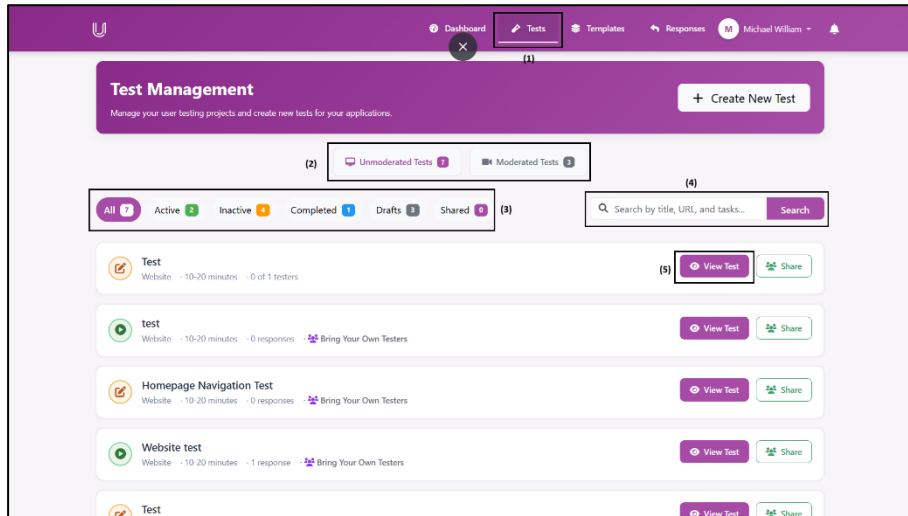 Dashboard Tests Templates Responses M Michael William
(1)
Test Management
Manage your user testing projects and create new tests for your applications.
+ Create New Test
(2) Unmoderated Tests 7 Moderated Tests 3
(4)
All 7 Active 2 Inactive 4 Completed 1 Drafts 3 Shared 0 (3) Search by title, URL, and tasks... Search
Test
Website · 10-20 minutes · 0 of 1 testers
(5) View Test Share
test
Website · 10-20 minutes · 0 responses · Bring Your Own Testers
View Test Share
Homepage Navigation Test
Website · 10-20 minutes · 0 responses · Bring Your Own Testers
View Test Share
Website test
Website · 10-20 minutes · 1 response · Bring Your Own Testers
View Test Share
Test
View Test Share